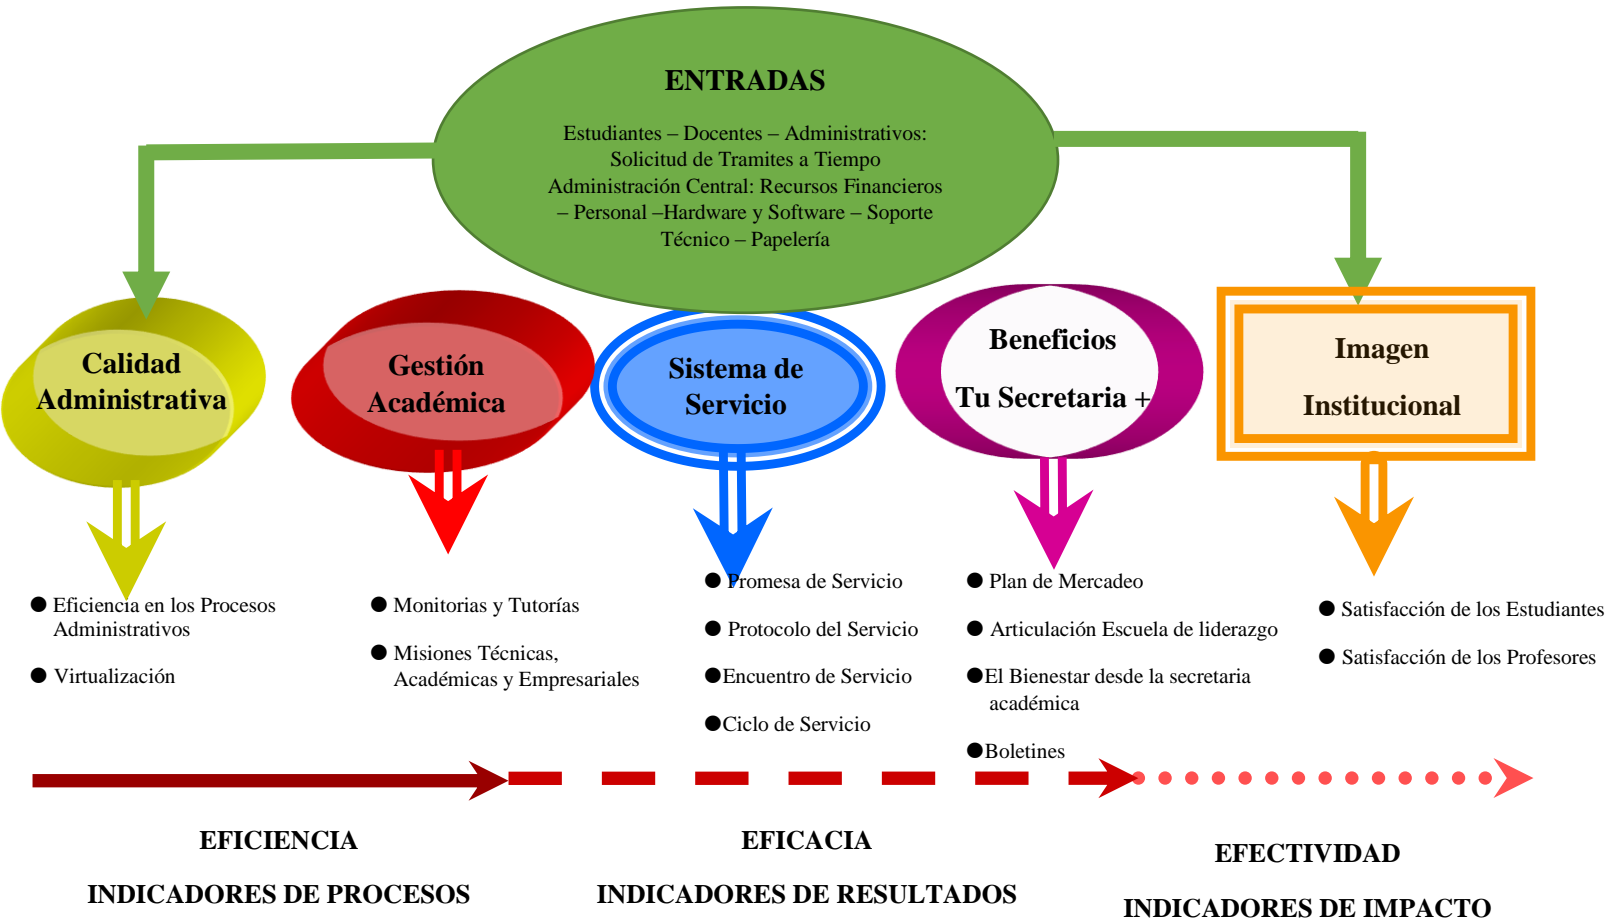 ENTRADAS
Estudiantes – Docentes – Administrativos:
Solicitud de Tramites a Tiempo
Administración Central: Recursos Financieros
– Personal –Hardware y Software – Soporte
Técnico – Papelería
Calidad
Administrativa
Gestión
Académica
Sistema de
Servicio
Beneficios
Tu Secretaria +
Imagen
Institucional
● Eficiencia en los Procesos
Administrativos
● Virtualización
● Monitorias y Tutorías
● Misiones Técnicas,
Académicas y Empresariales
● Promesa de Servicio
● Protocolo del Servicio
●Encuentro de Servicio
●Ciclo de Servicio
● Plan de Mercadeo
● Articulación Escuela de liderazgo
●El Bienestar desde la secretaria
académica
●Boletines
● Satisfacción de los Estudiantes
● Satisfacción de los Profesores
EFICIENCIA
INDICADORES DE PROCESOS
EFICACIA
INDICADORES DE RESULTADOS
EFECTIVIDAD
INDICADORES DE IMPACTO